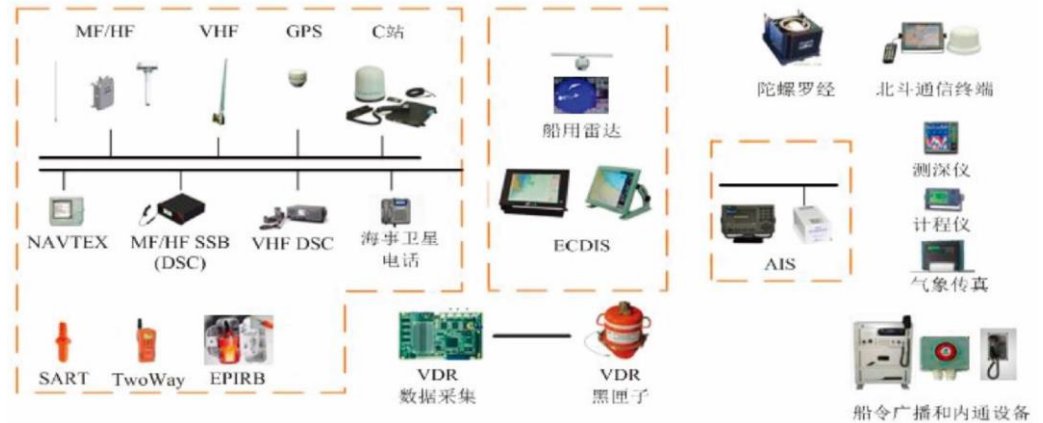 MF/HF
VHF
GPS
C站
NAVTEX
MF/HF SSB
(DSC)
VHF DSC
海事卫星
电话
SART
TwoWay
EPIRB
船用雷达
ECDIS
VDR
数据采集
VDR
黑匣子
陀螺罗经
北斗通信终端
AIS
测深仪
计程仪
气象传真
船令广播和内通设备